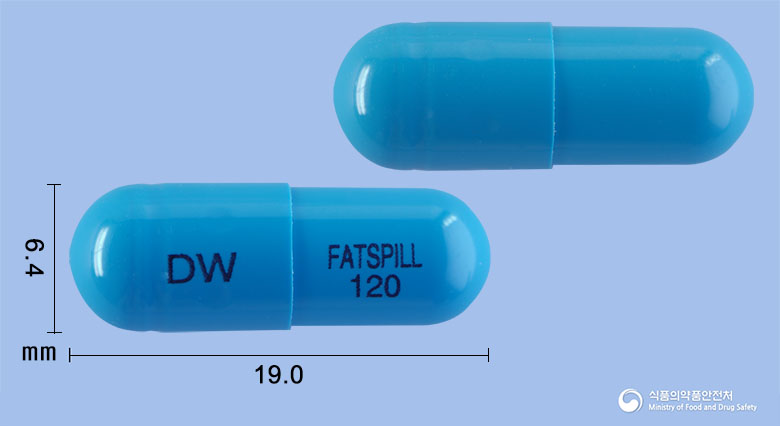 DW
FATSPILL
120
6.4
mm
19.0
식품의약품안전처
Ministry of Food and Drug Safety